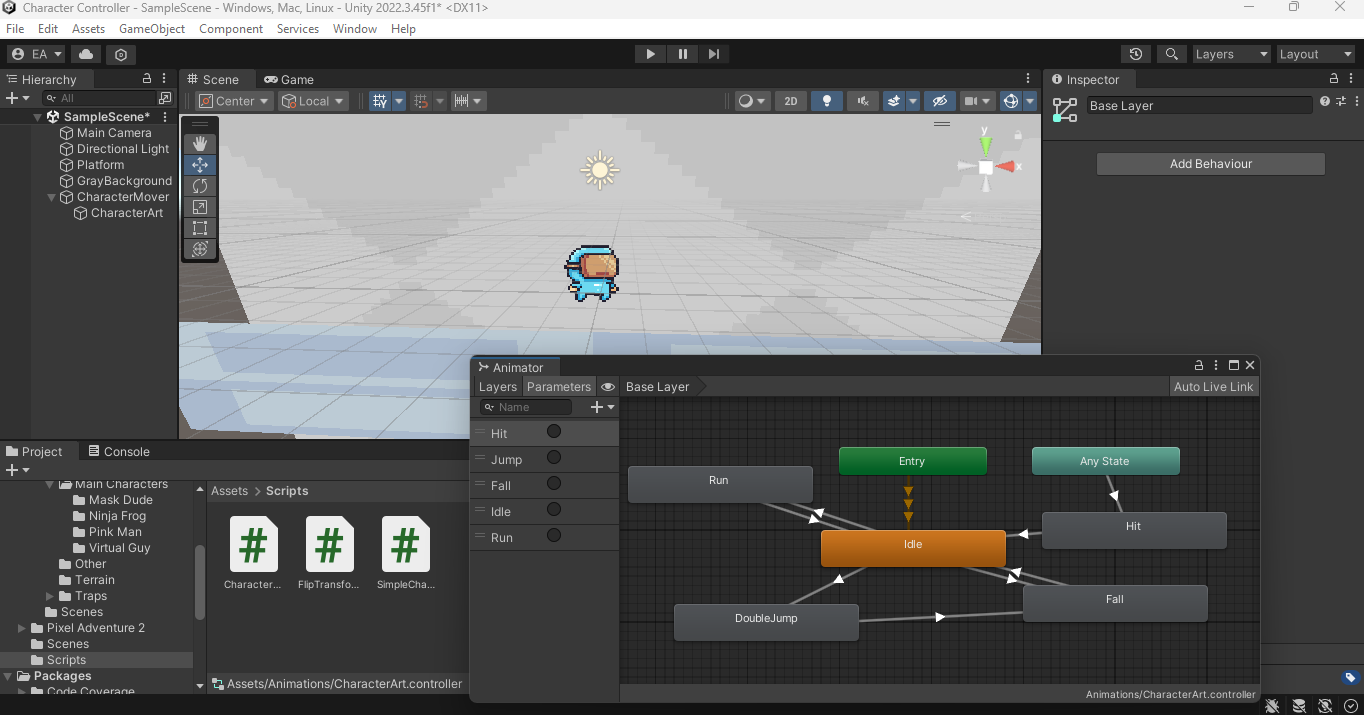 Character Controller - SampleScene - Windows, Mac, Linux - Unity 2022.3.45f1* <DX11>
File Edit Assets GameObject Component Services Window Help
EA Layers Layout
Hierarchy
All
SampleScene*
Main Camera
Directional Light
Platform
GrayBackground
CharacterMover
CharacterArt
Scene Game
Center Local 2D
y
x
Inspector
Base Layer
Add Behaviour
Project Console
Main Characters
Mask Dude
Ninja Frog
Pink Man
Virtual Guy
Other
Terrain
Traps
Scenes
Pixel Adventure 2
Scenes
Scripts
Packages
Code Coverage
Assets > Scripts
#
#
#
Character... FlipTransfo... SimpleCha...
Assets/Animations/CharacterArt.controller
Animator
Layers Parameters Base Layer Auto Live Link
Name
Hit
Jump
Fall
Idle
Run
Entry
Any State
Run
Hit
Idle
Fall
DoubleJump
Animations/CharacterArt.controller